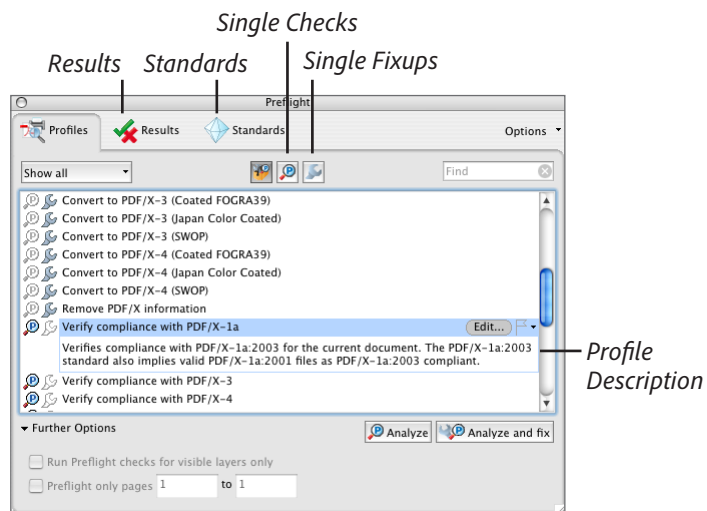 Single Checks
Results Standards Single Fixups
Preflight
Profiles Results Standards Options
Show all Find
Convert to PDF/X-3 (Coated FOGRA39)
Convert to PDF/X-3 (Japan Color Coated)
Convert to PDF/X-3 (SWOP)
Convert to PDF/X-4 (Coated FOGRA39)
Convert to PDF/X-4 (Japan Color Coated)
Convert to PDF/X-4 (SWOP)
Remove PDF/X information
Verify compliance with PDF/X-1a Edit...
Verifies compliance with PDF/X-1a:2003 for the current document. The PDF/X-1a:2003
standard also implies valid PDF/X-1a:2001 files as PDF/X-1a:2003 compliant.
Profile
Description
Verify compliance with PDF/X-3
Verify compliance with PDF/X-4
Further Options Analyze Analyze and fix
Run Preflight checks for visible layers only
Preflight only pages 1 to 1